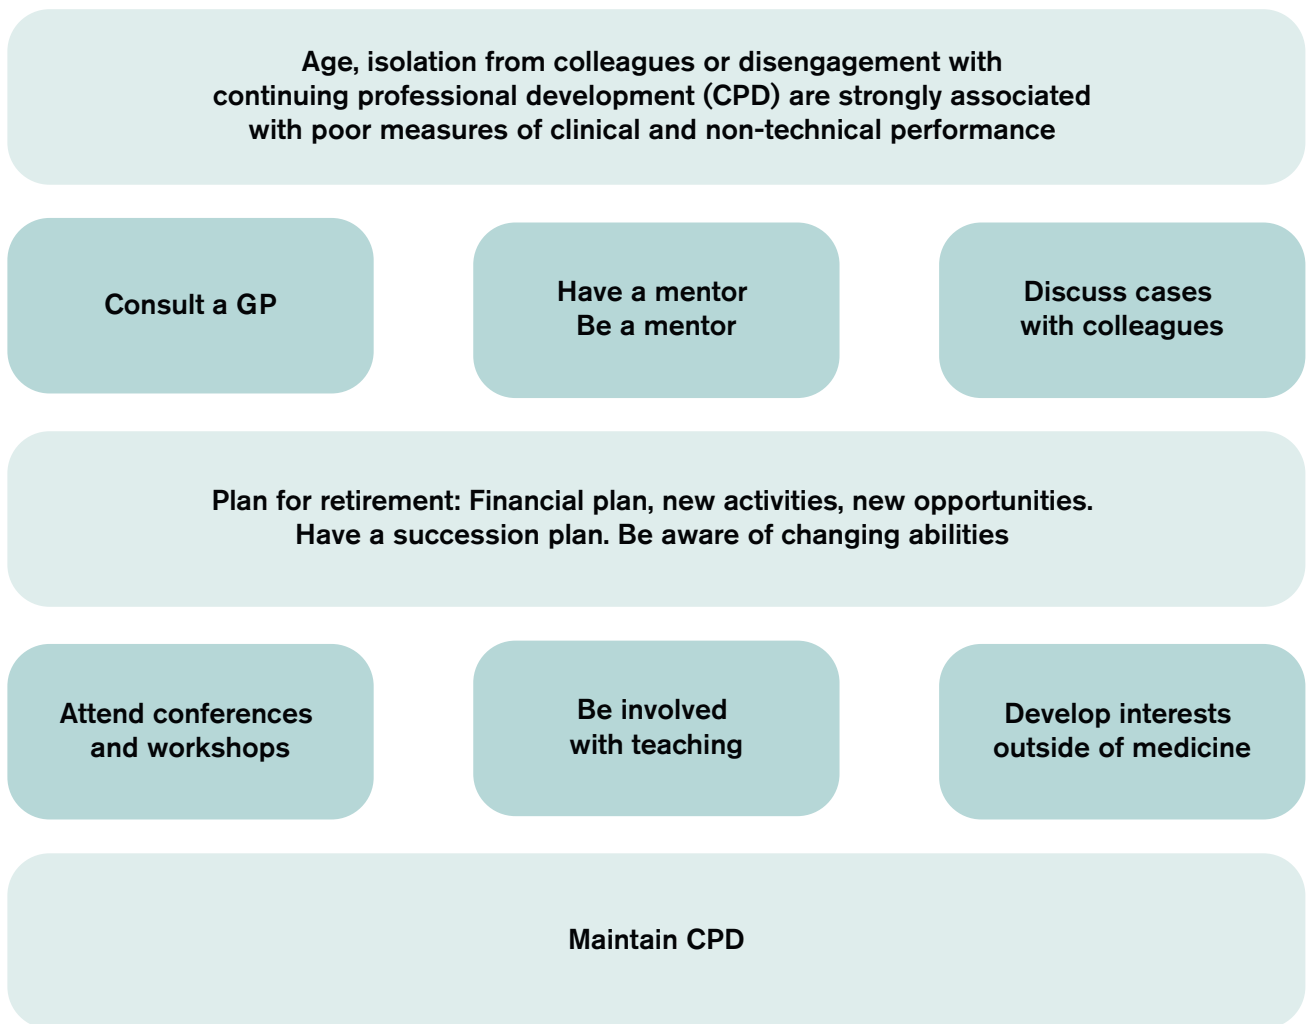 Age, isolation from colleagues or disengagement with
continuing professional development (CPD) are strongly associated
with poor measures of clinical and non-technical performance
Consult a GP
Have a mentor
Be a mentor
Discuss cases
with colleagues
Plan for retirement: Financial plan, new activities, new opportunities.
Have a succession plan. Be aware of changing abilities
Attend conferences
and workshops
Be involved
with teaching
Develop interests
outside of medicine
Maintain CPD